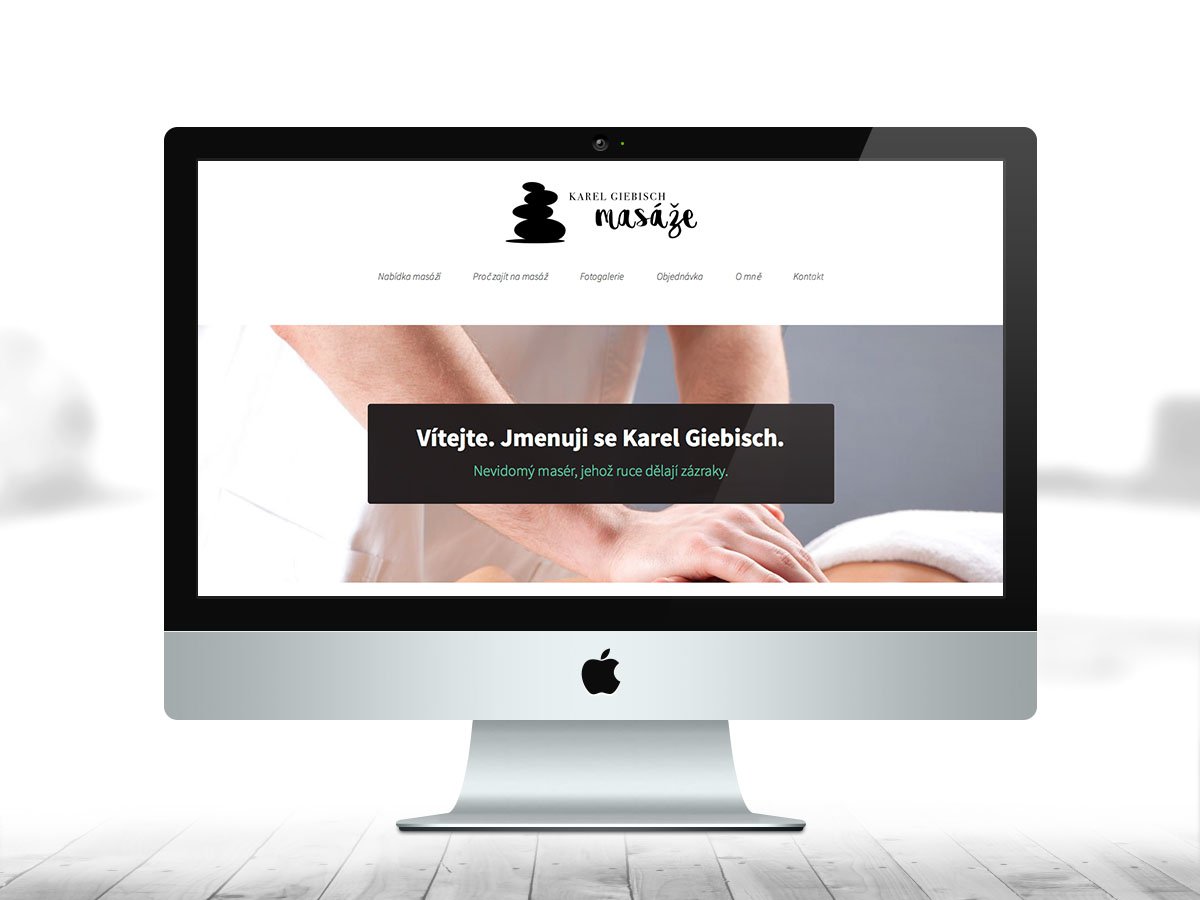 KAREL GIEBISCH
masáže
Nabídka masáží Proč zajít na masáž Fotogalerie Objednávka O mně Kontakt
Vítejte. Jmenuji se Karel Giebisch.
Nevidomý masér, jehož ruce dělají zázraky.